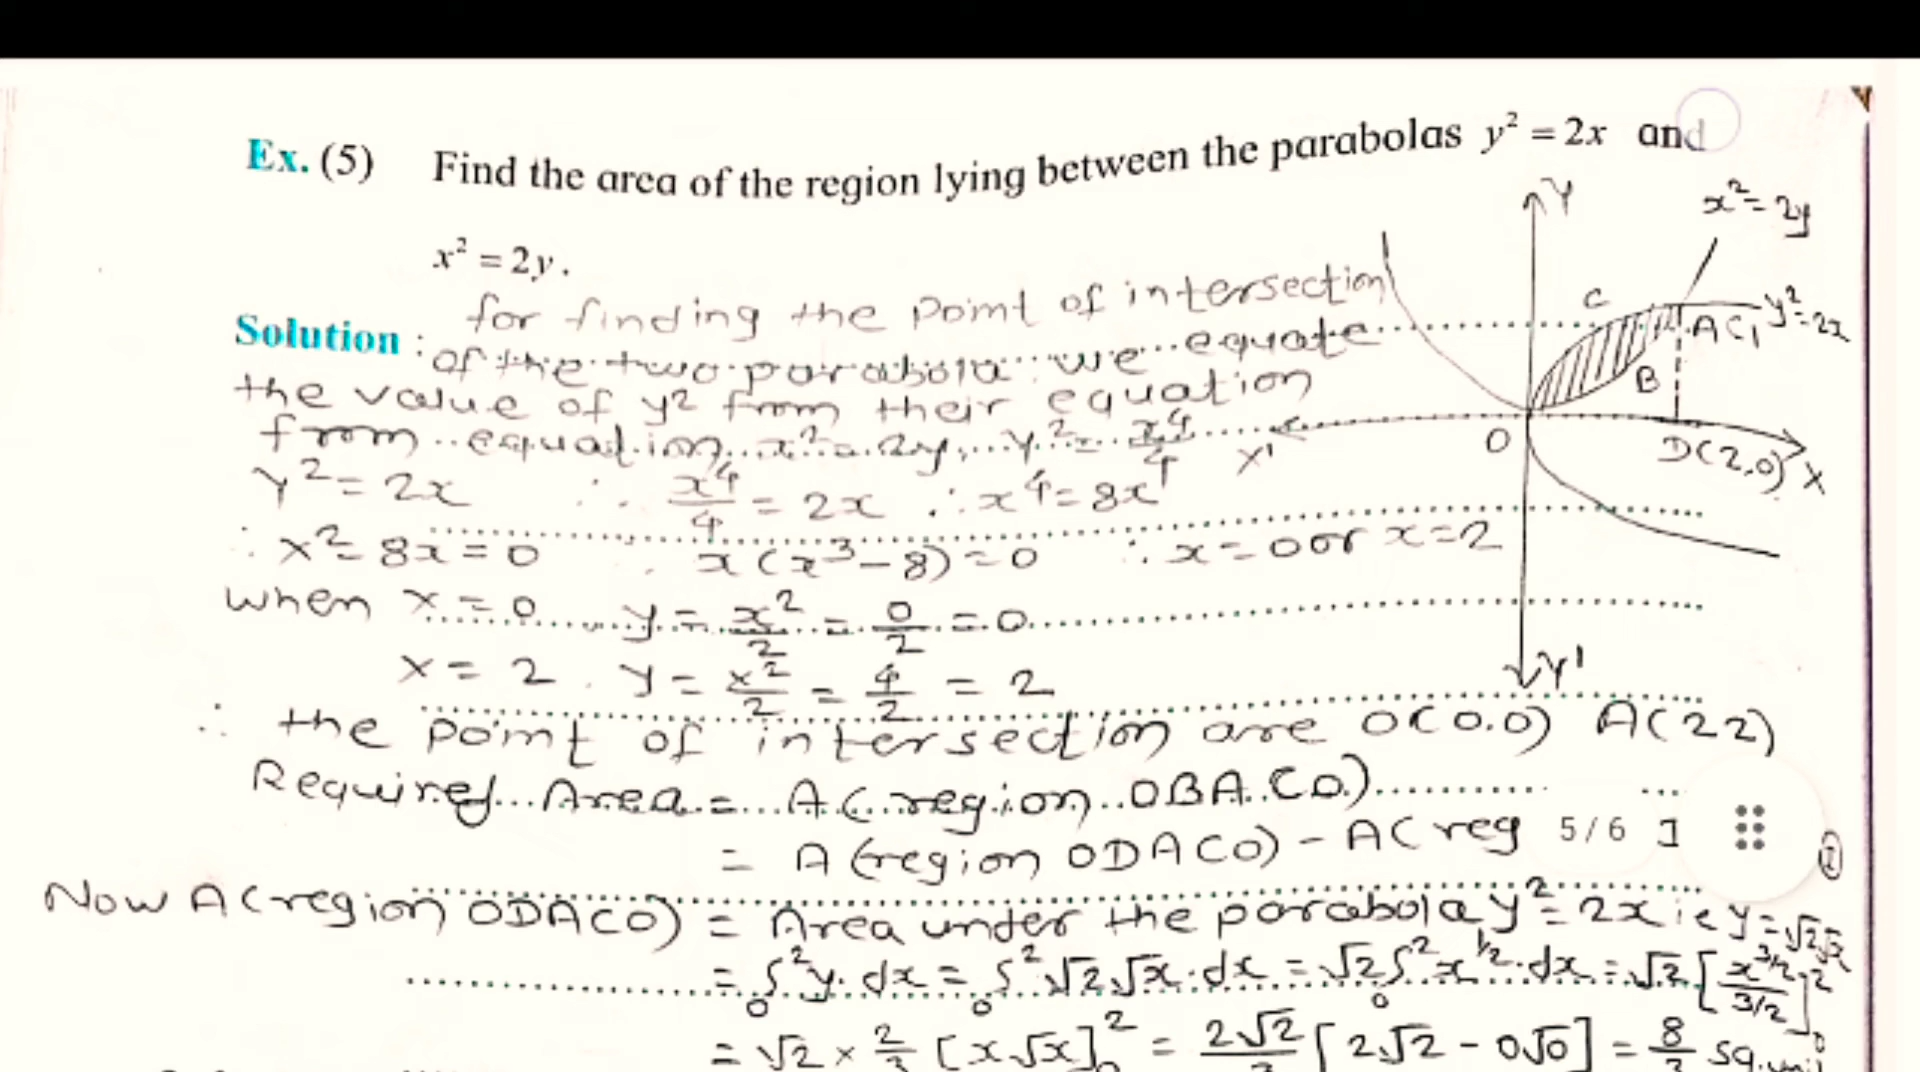 Ex. (5) Find the area of the region lying between the parabolas y² = 2x and
x² = 2y.
Y
x² = 2y
C
y² = 2x
A(1
B
O
D(2,0)
X
X'
Y'
Solution : for finding the point of intersection
of the two parabola we equate
the value of y² from their equation
from equation x² = 2y, y² = x⁴/4
y² = 2x ∴ x⁴/4 = 2x ∴ x⁴ = 8x
∴ x² - 8x = 0 ∴ x(x³ - 8) = 0 ∴ x = 0 or x = 2
when x = 0 y = x²/2 = 0/2 = 0
x = 2 . y = x²/2 = 4/2 = 2
∴ the point of intersection are O(0.0) A(22)
Required Area = A(region OBACO)
= A(region ODACO) - A(reg
5/6
Now A(region ODACO) = Area under the parabola y² = 2x ie y = √2√x
= ∫₀² y.dx = ∫₀² √2√x.dx = √2 ∫₀² x^1/2.dx = √2 [x^3/2 / 3/2]₀²
= √2 × 2/3 [x√x]₀² = 2√2/3 [2√2 - 0√0] = 8/3 sq.